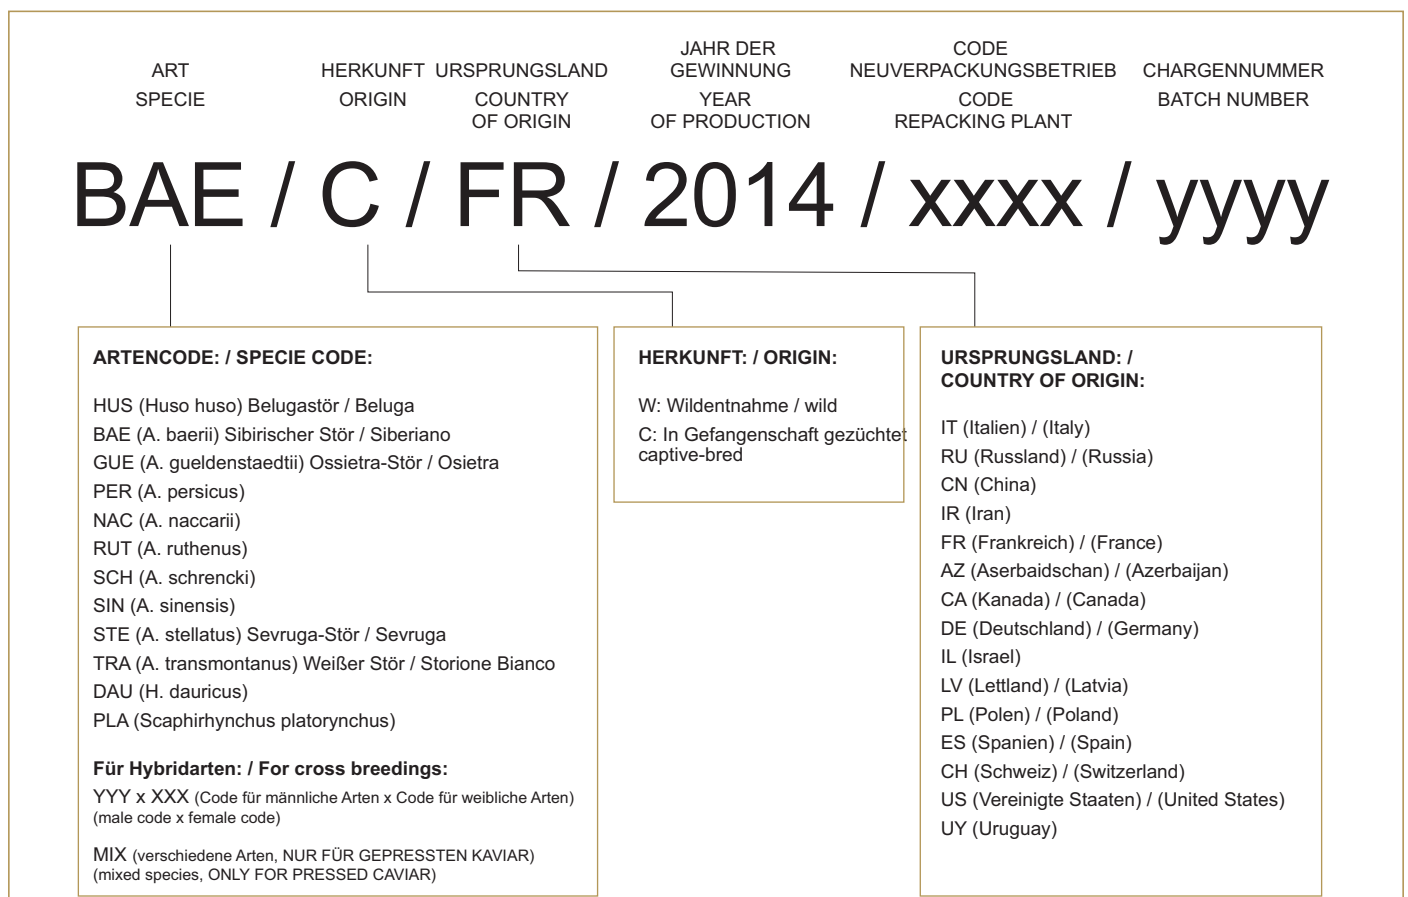 ART
SPECIE
HERKUNFT
ORIGIN
URSPRUNGSLAND
COUNTRY
OF ORIGIN
JAHR DER
GEWINNUNG
YEAR
OF PRODUCTION
CODE
NEUVERPACKUNGSBETRIEB
CODE
REPACKING PLANT
CHARGENNUMMER
BATCH NUMBER
BAE / C / FR / 2014 / xxxx / yyyy
ARTENCODE: / SPECIE CODE:
HUS (Huso huso) Belugastör / Beluga
BAE (A. baerii) Sibirischer Stör / Siberiano
GUE (A. gueldenstaedtii) Ossietra-Stör / Osietra
PER (A. persicus)
NAC (A. naccarii)
RUT (A. ruthenus)
SCH (A. schrencki)
SIN (A. sinensis)
STE (A. stellatus) Sevruga-Stör / Sevruga
TRA (A. transmontanus) Weißer Stör / Storione Bianco
DAU (H. dauricus)
PLA (Scaphirhynchus platorynchus)
Für Hybridarten: / For cross breedings:
YYY x XXX (Code für männliche Arten x Code für weibliche Arten)
(male code x female code)
MIX (verschiedene Arten, NUR FÜR GEPRESSTEN KAVIAR)
(mixed species, ONLY FOR PRESSED CAVIAR)
HERKUNFT: / ORIGIN:
W: Wildentnahme / wild
C: In Gefangenschaft gezüchtet
captive-bred
URSPRUNGSLAND: /
COUNTRY OF ORIGIN:
IT (Italien) / (Italy)
RU (Russland) / (Russia)
CN (China)
IR (Iran)
FR (Frankreich) / (France)
AZ (Aserbaidschan) / (Azerbaijan)
CA (Kanada) / (Canada)
DE (Deutschland) / (Germany)
IL (Israel)
LV (Lettland) / (Latvia)
PL (Polen) / (Poland)
ES (Spanien) / (Spain)
CH (Schweiz) / (Switzerland)
US (Vereinigte Staaten) / (United States)
UY (Uruguay)